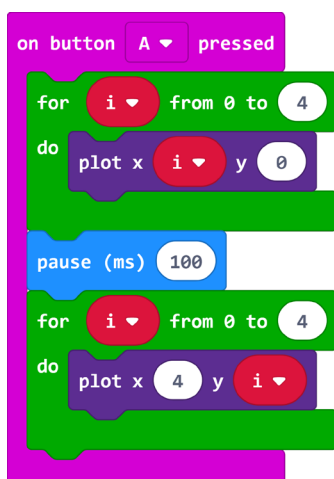 on button A pressed
for i from 0 to 4
do
plot x i y 0
pause (ms) 100
for i from 0 to 4
do
plot x 4 y i